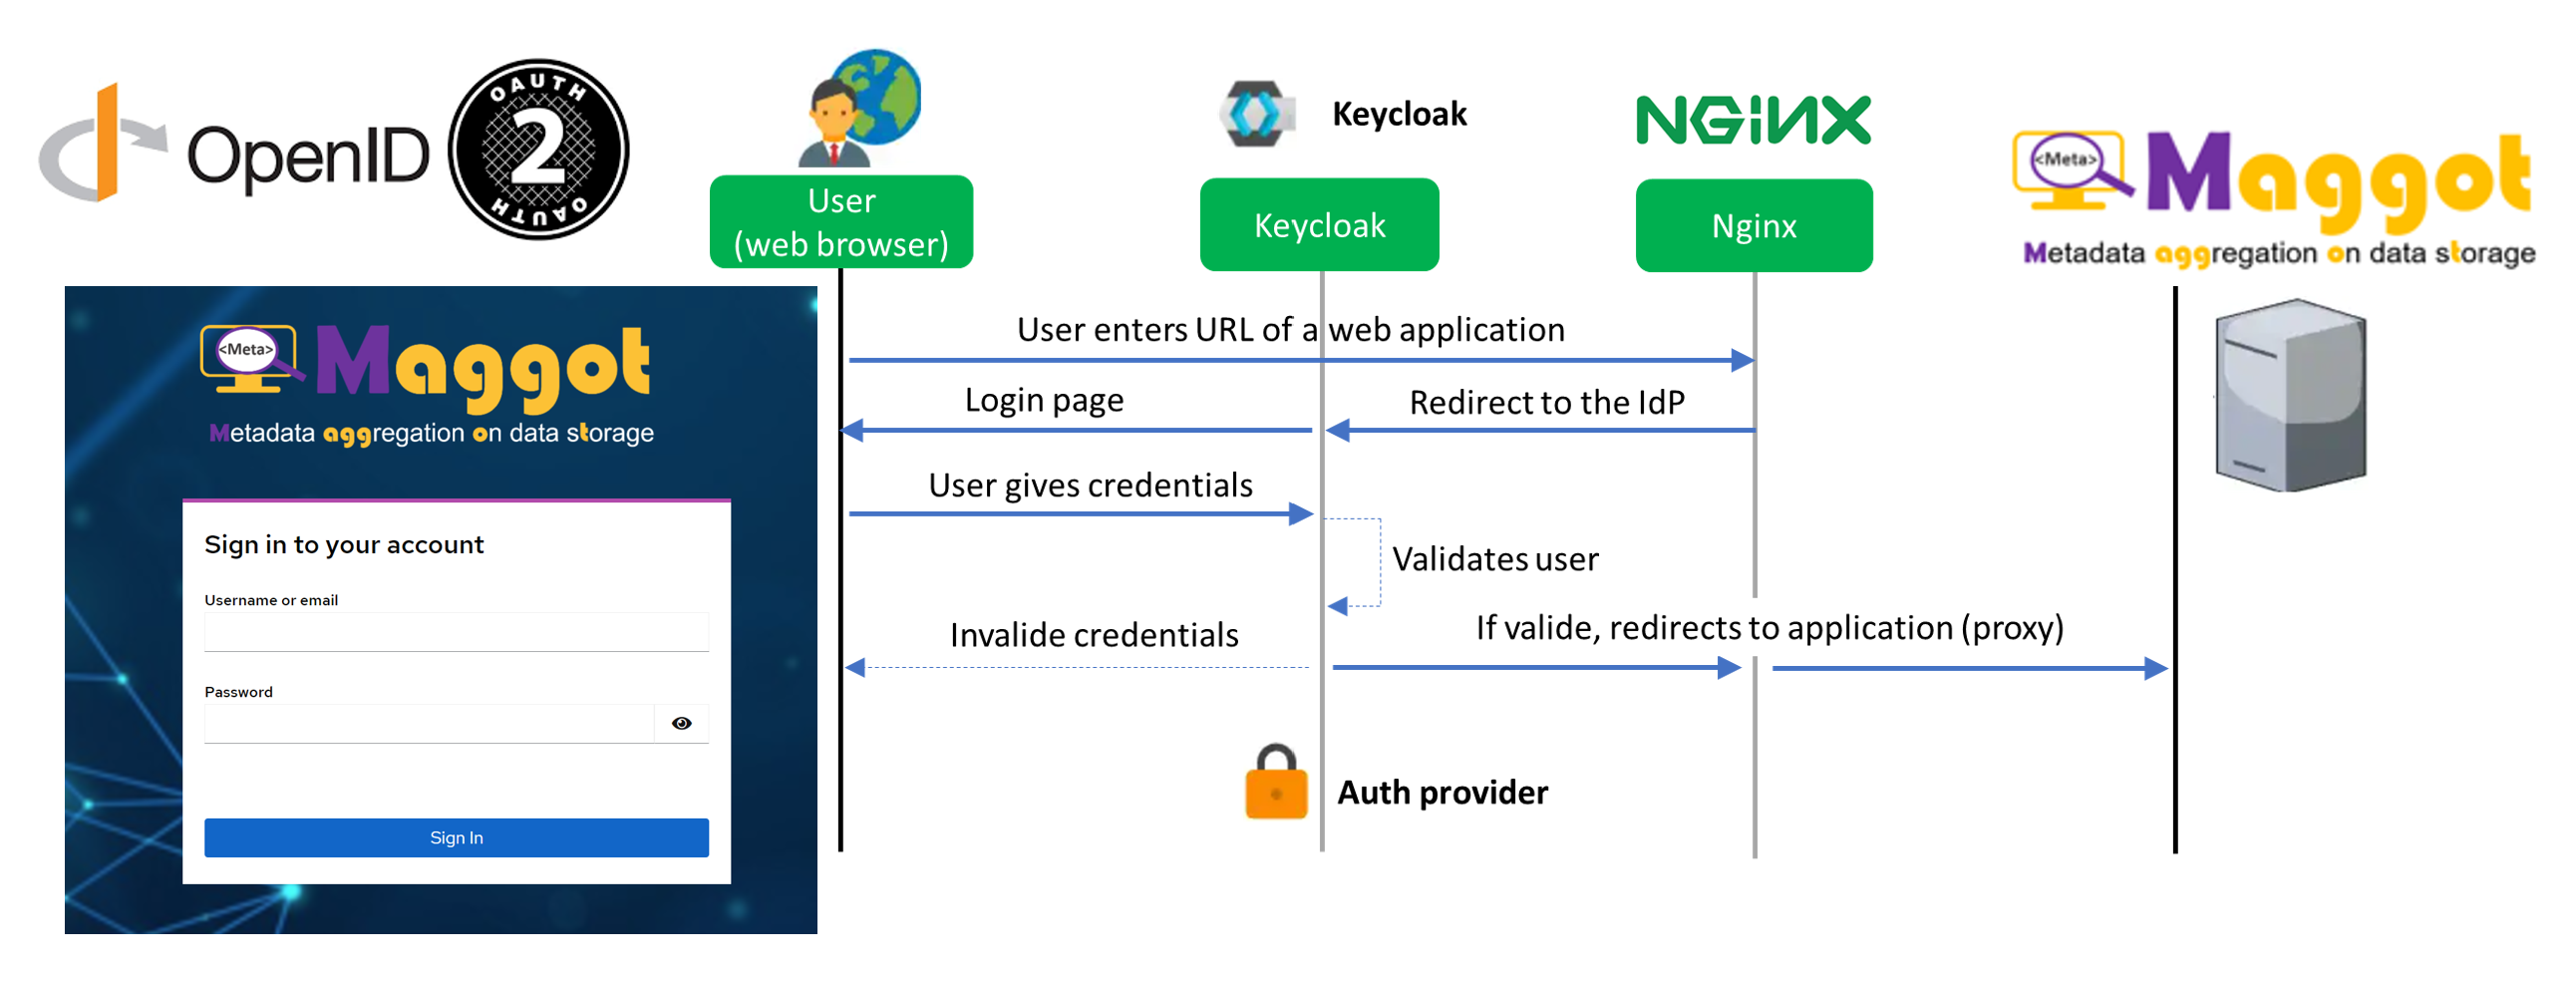 OpenID
OAUTH
2
OAUTH
User
(web browser)
Keycloak
Keycloak
NGINX
Nginx
<Meta>
Maggot
Metadata aggregation on data storage
<Meta>
Maggot
Metadata aggregation on data storage
Sign in to your account
Username or email
Password
Sign In
User enters URL of a web application
Login page
Redirect to the IdP
User gives credentials
Validates user
Invalide credentials
If valide, redirects to application (proxy)
Auth provider